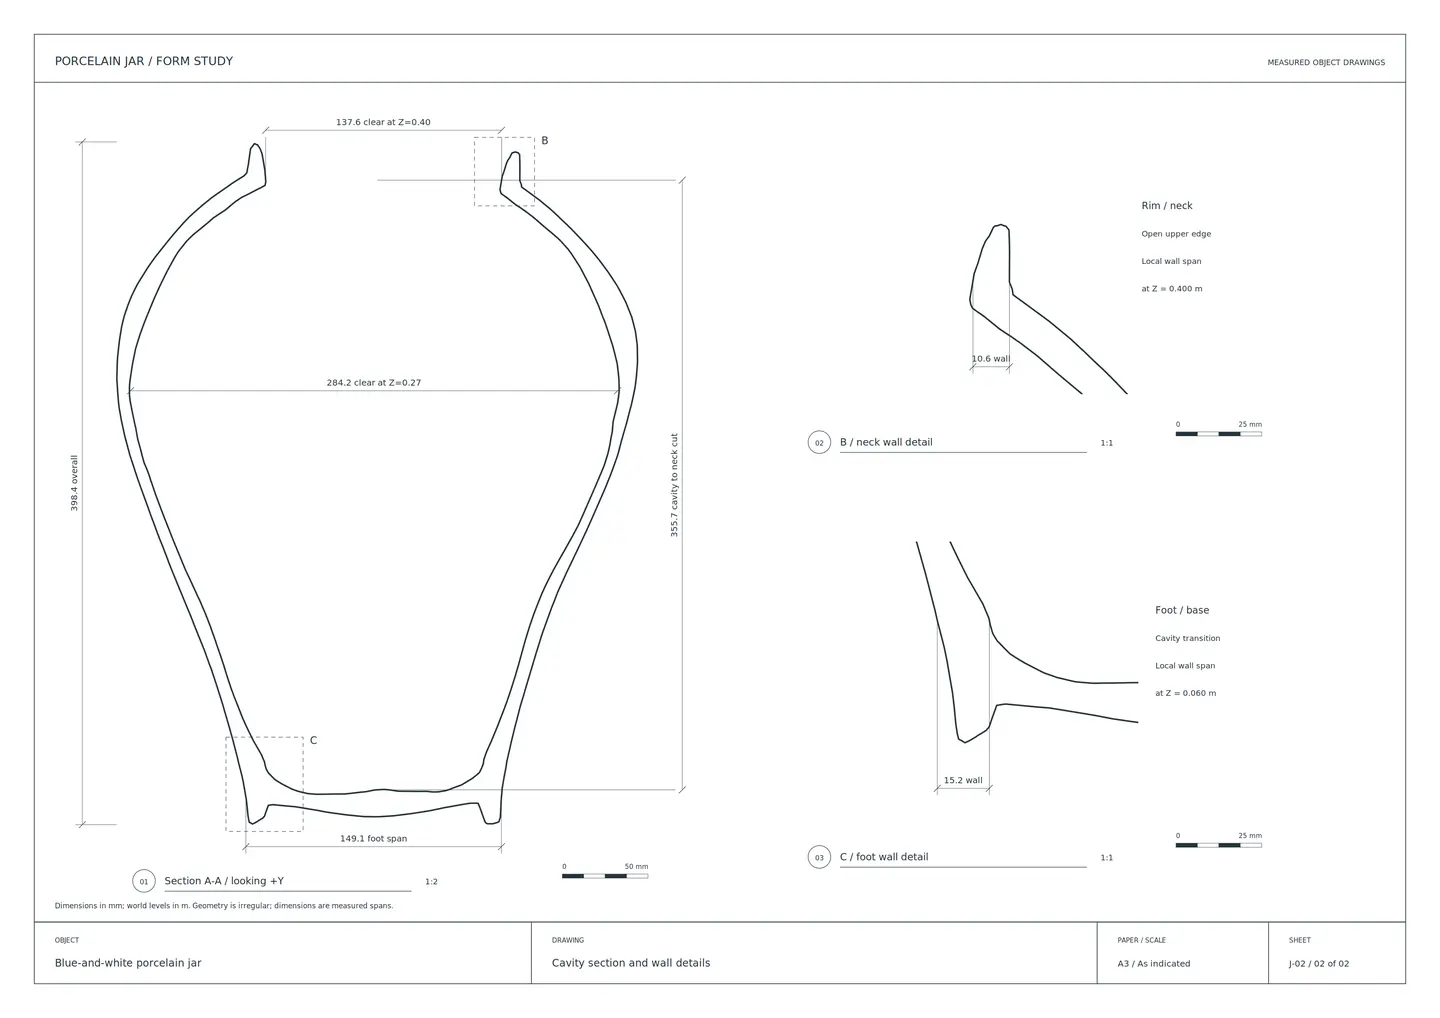 PORCELAIN JAR / FORM STUDY
MEASURED OBJECT DRAWINGS
137.6 clear at Z=0.40
B
284.2 clear at Z=0.27
398.4 overall
355.7 cavity to neck cut
C
149.1 foot span
01
Section A-A / looking +Y
1:2
0
50 mm
Dimensions in mm; world levels in m. Geometry is irregular; dimensions are measured spans.
Rim / neck
Open upper edge
Local wall span
at Z = 0.400 m
10.6 wall
02
B / neck wall detail
1:1
0
25 mm
Foot / base
Cavity transition
Local wall span
at Z = 0.060 m
15.2 wall
03
C / foot wall detail
1:1
0
25 mm
OBJECT
Blue-and-white porcelain jar
DRAWING
Cavity section and wall details
PAPER / SCALE
A3 / As indicated
SHEET
J-02 / 02 of 02